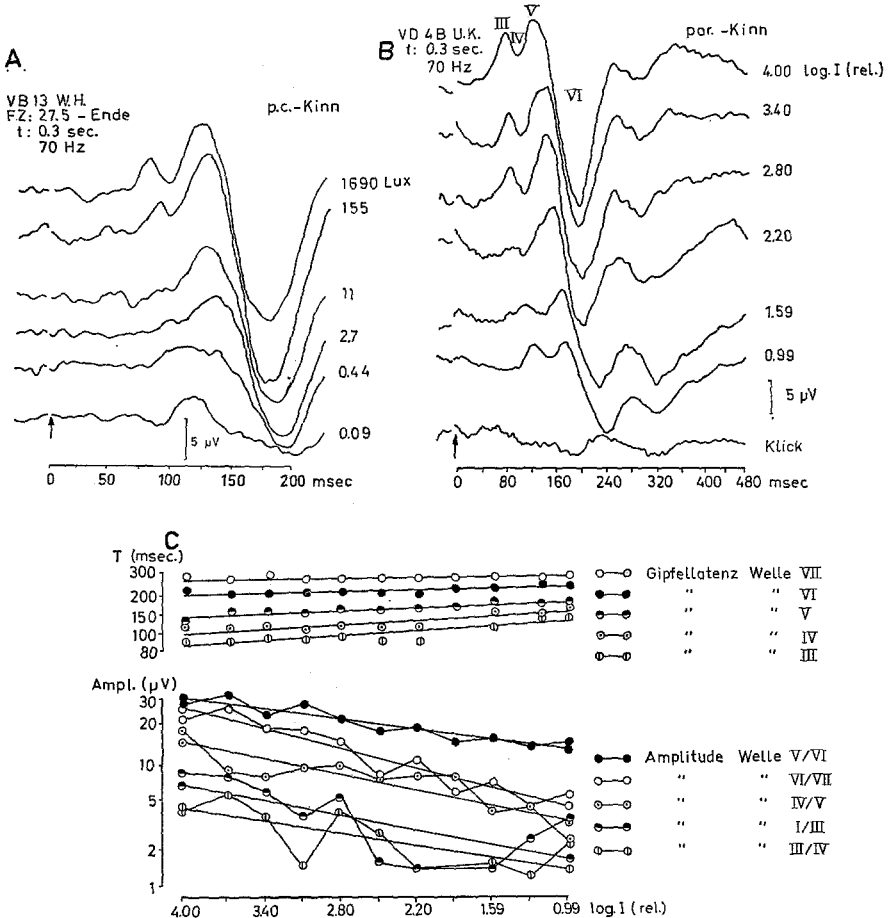 A.
VB 13 W.H.
F.Z: 27.5 - Ende
t: 0.3 sec.
70 Hz
p.c.-Kinn
1690 Lux
155
11
2.7
0.44
0.09
5 µV
0 50 100 150 200 msec
B
VD 4B U.K.
t: 0.3 sec.
70 Hz
III IV V
VI
par.-Kinn
4.00 log. I (rel.)
3.40
2.80
2.20
1.59
0.99
5 µV
Klick
0 80 160 240 320 400 480
msec
C
T (msec.)
300
200
150
100
80
Gipfellatenz Welle VII
" " VI
" " V
" " IV
" " III
Ampl. (µV)
30
20
10
5
2
1
Amplitude Welle V/VI
" " VI/VII
" " IV/V
" " I/III
" " III/IV
4.00 3.40 2.80 2.20 1.59 0.99 log. I (rel.)